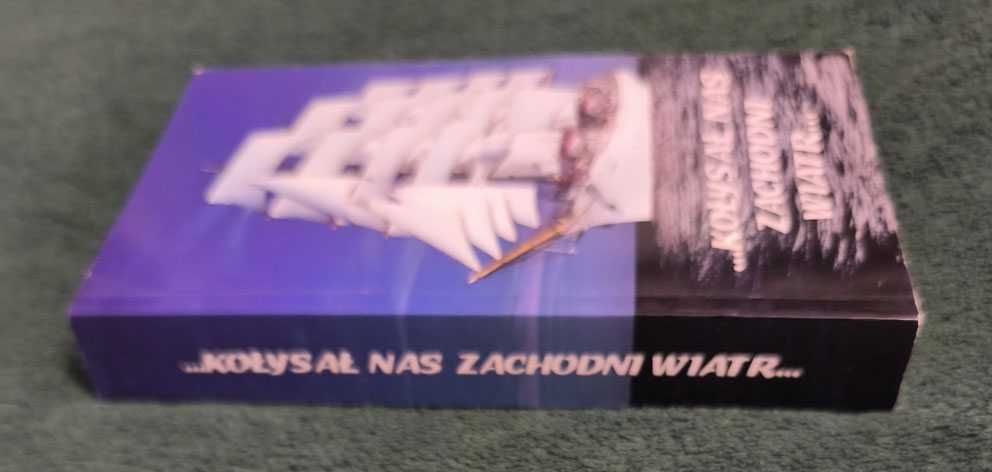 ...KOŁYSAŁ NAS
ZACHODNI
WIATR...
...KOŁYSAŁ NAS ZACHODNI WIATR...